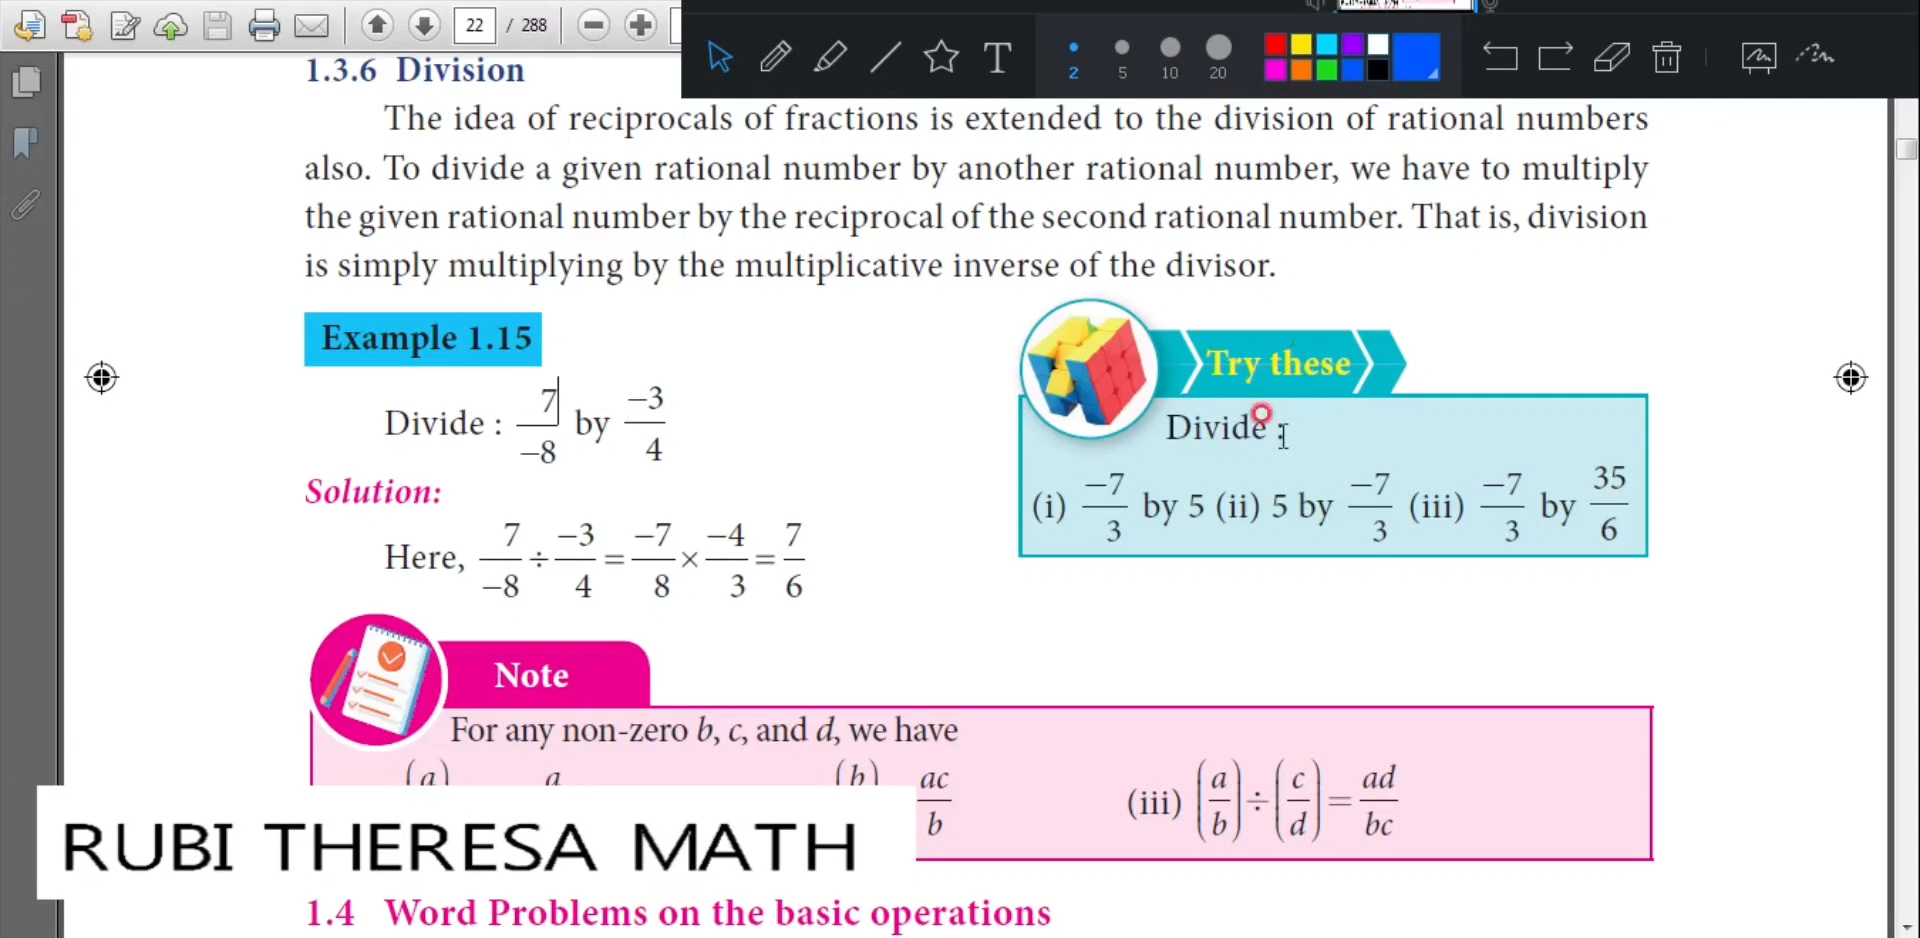 22 / 288
2 5 10 20
1.3.6 Division
The idea of reciprocals of fractions is extended to the division of rational numbers
also. To divide a given rational number by another rational number, we have to multiply
the given rational number by the reciprocal of the second rational number. That is, division
is simply multiplying by the multiplicative inverse of the divisor.
Example 1.15
Divide : 7/−8 by −3/4
Solution:
Here, 7/−8 ÷ −3/4 = −7/8 × −4/3 = 7/6
Try these
Divide :
(i) −7/3 by 5 (ii) 5 by −7/3 (iii) −7/3 by 35/6
Note
For any non-zero b, c, and d, we have
(a) a (b) ac/b (iii) (a/b) ÷ (c/d) = ad/bc
RUBI THERESA MATH
1.4 Word Problems on the basic operations